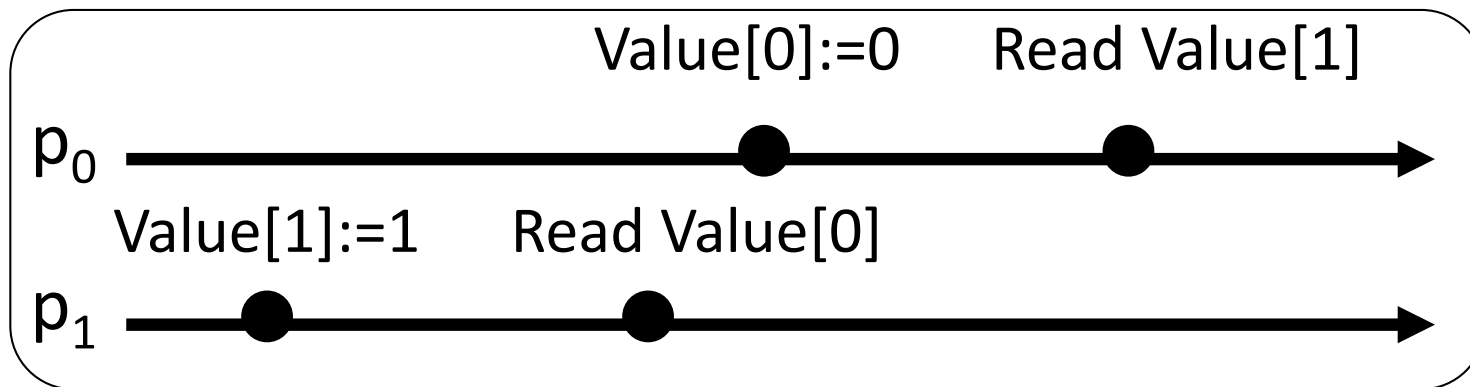 Value[0]:=0 Read Value[1]
p₀
Value[1]:=1 Read Value[0]
p₁